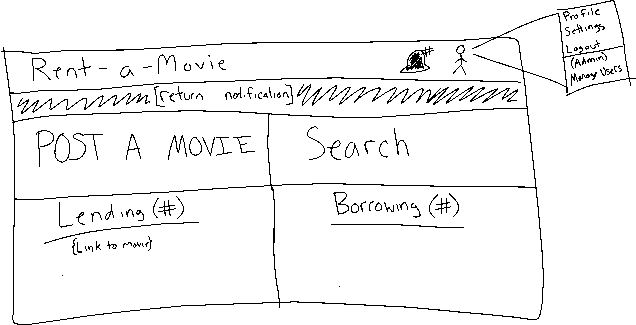 Rent-a-Movie
#
Profile
Settings
Logout
(Admin)
Manage Users
[return notification]
POST A MOVIE
Search
Lending (#)
{Link to movie}
Borrowing (#)